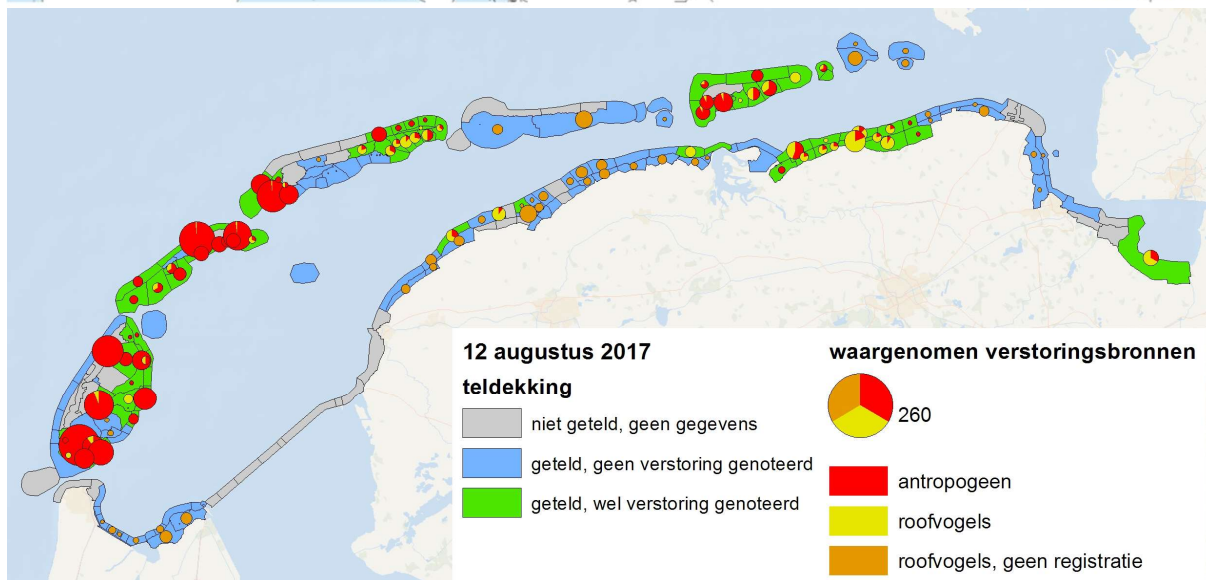 12 augustus 2017
teldekking
niet geteld, geen gegevens
geteld, geen verstoring genoteerd
geteld, wel verstoring genoteerd
waargenomen verstoringsbronnen
260
antropogeen
roofvogels
roofvogels, geen registratie